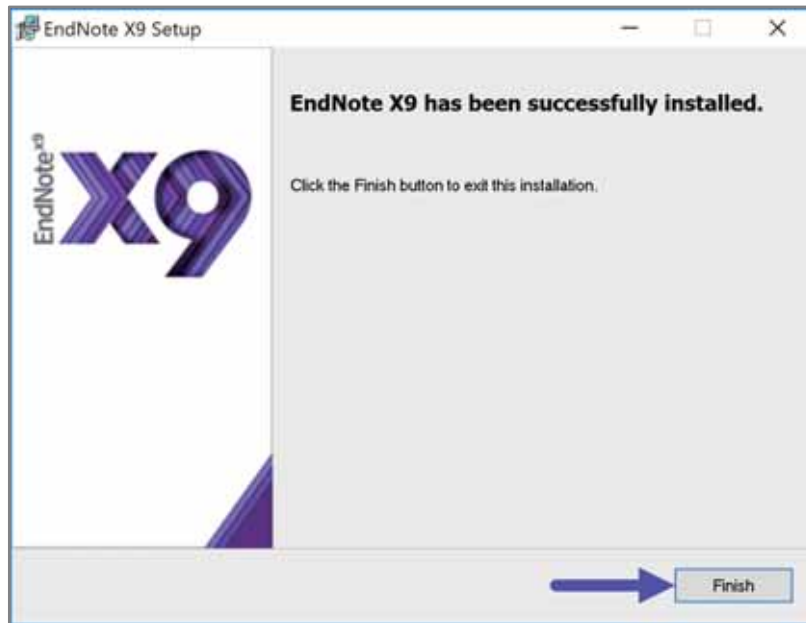 EndNote X9 Setup
EndNote X9 has been successfully installed.
Click the Finish button to exit this installation.
EndNote X9
X9
Finish